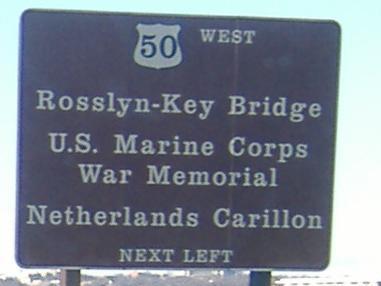 50 WEST
Rosslyn-Key Bridge
U.S. Marine Corps
War Memorial
Netherlands Carillon
NEXT LEFT